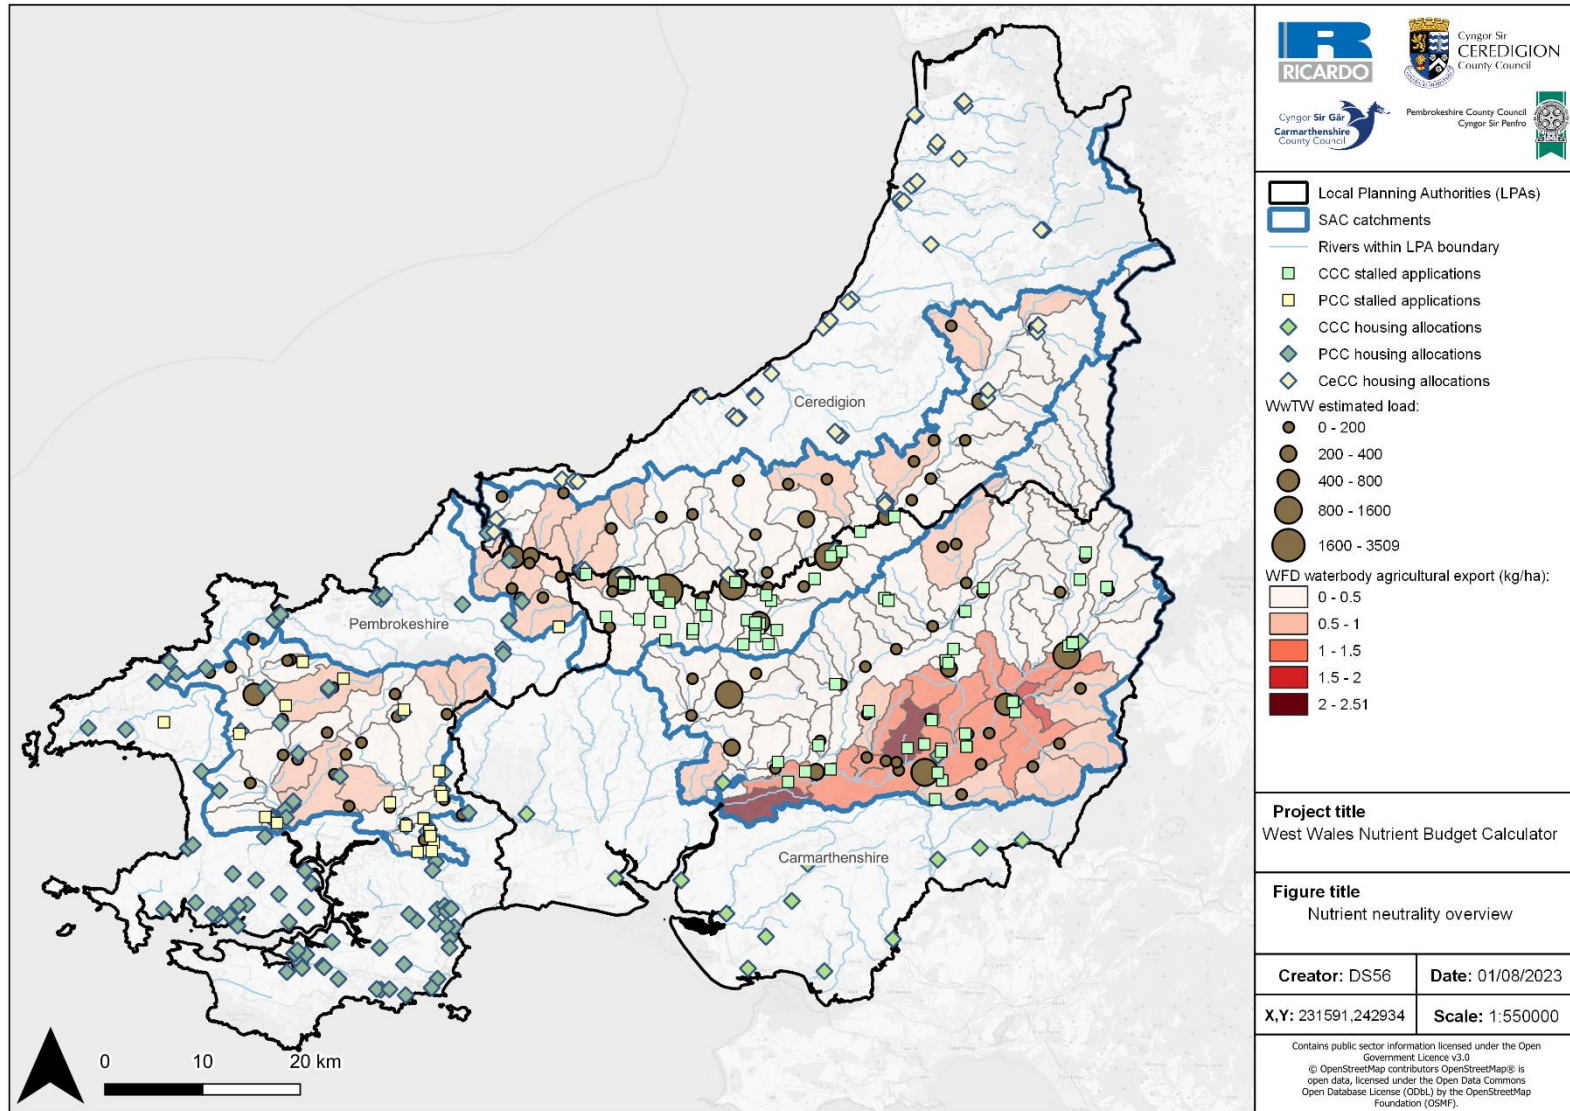 Ceredigion
Pembrokeshire
Carmarthenshire
0 10 20 km
RICARDO
Cyngor Sir
CEREDIGION
County Council
Cyngor Sir Gâr
Carmarthenshire
County Council
Pembrokeshire County Council
Cyngor Sir Penfro
Local Planning Authorities (LPAs)
SAC catchments
Rivers within LPA boundary
CCC stalled applications
PCC stalled applications
CCC housing allocations
PCC housing allocations
CeCC housing allocations
WwTW estimated load:
0 - 200
200 - 400
400 - 800
800 - 1600
1600 - 3509
WFD waterbody agricultural export (kg/ha):
0 - 0.5
0.5 - 1
1 - 1.5
1.5 - 2
2 - 2.51
Project title
West Wales Nutrient Budget Calculator
Figure title
Nutrient neutrality overview
Creator: DS56
Date: 01/08/2023
X,Y: 231591,242934
Scale: 1:550000
Contains public sector information licensed under the Open
Government Licence v3.0
© OpenStreetMap contributors OpenStreetMap® is
open data, licensed under the Open Data Commons
Open Database License (ODbL) by the OpenStreetMap
Foundation (OSMF).